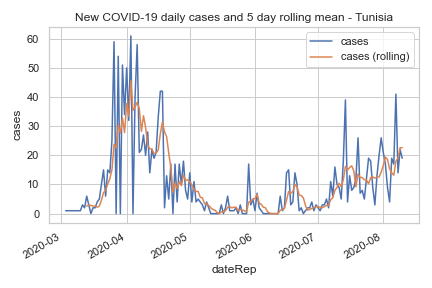 New COVID-19 daily cases and 5 day rolling mean - Tunisia
cases
cases (rolling)
60
50
40
30
20
10
0
cases
2020-03
2020-04
2020-05
2020-06
2020-07
2020-08
dateRep